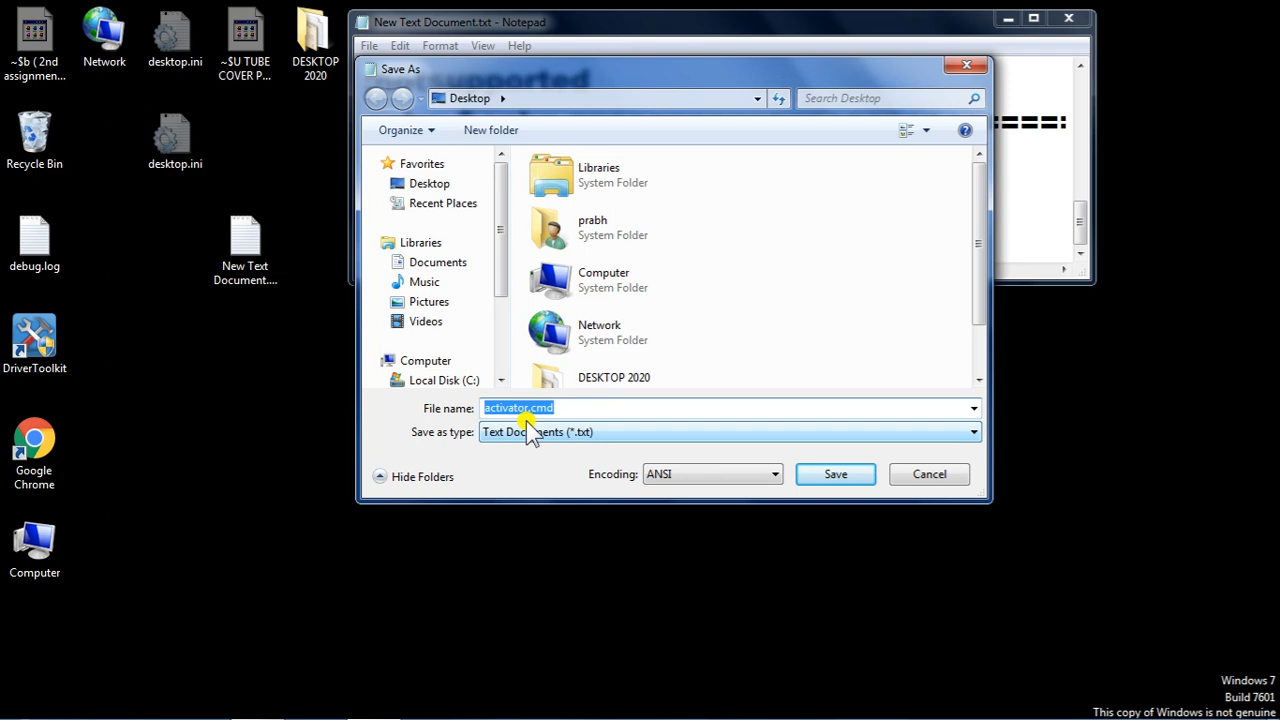 ~$b ( 2nd
assignmen...
Network
desktop.ini
~$U TUBE
COVER P...
DESKTOP
2020
Recycle Bin
desktop.ini
debug.log
New Text
Document....
DriverToolkit
Google
Chrome
Computer
New Text Document.txt - Notepad
File Edit Format View Help
supported
===:
Save As
Desktop
Search Desktop
Organize
New folder
Favorites
Desktop
Recent Places
Libraries
Documents
Music
Pictures
Videos
Computer
Local Disk (C:)
Libraries
System Folder
prabh
System Folder
Computer
System Folder
Network
System Folder
DESKTOP 2020
File name: activator.cmd
Save as type: Text Documents (*.txt)
Hide Folders
Encoding: ANSI
Save
Cancel
Windows 7
Build 7601
This copy of Windows is not genuine